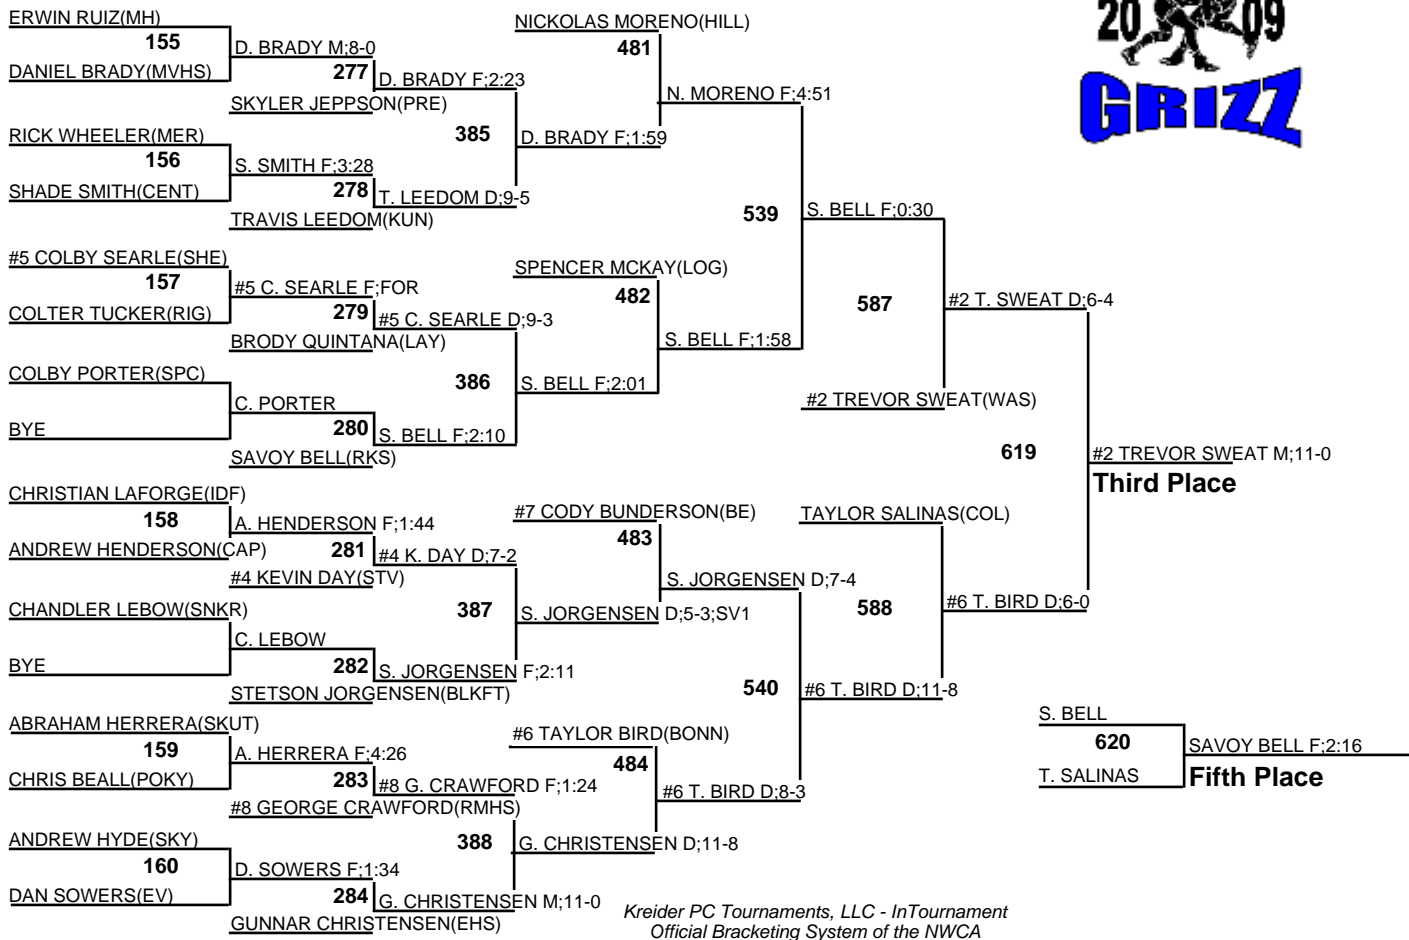 ERWIN RUIZ(MH)
155
DANIEL BRADY(MVHS)
D. BRADY M;8-0
277
SKYLER JEPPSON(PRE)
D. BRADY F;2:23
RICK WHEELER(MER)
156
SHADE SMITH(CENT)
S. SMITH F;3:28
278
TRAVIS LEEDOM(KUN)
T. LEEDOM D;9-5
385
D. BRADY F;1:59
NICKOLAS MORENO(HILL)
481
N. MORENO F;4:51
#5 COLBY SEARLE(SHE)
157
COLTER TUCKER(RIG)
#5 C. SEARLE F;FOR
279
BRODY QUINTANA(LAY)
#5 C. SEARLE D;9-3
COLBY PORTER(SPC)
BYE
C. PORTER
280
SAVOY BELL(RKS)
S. BELL F;2:10
386
S. BELL F;2:01
SPENCER MCKAY(LOG)
482
S. BELL F;1:58
539
S. BELL F;0:30
587
#2 TREVOR SWEAT(WAS)
#2 T. SWEAT D;6-4
CHRISTIAN LAFORGE(IDF)
158
ANDREW HENDERSON(CAP)
A. HENDERSON F;1:44
281
#4 KEVIN DAY(STV)
#4 K. DAY D;7-2
CHANDLER LEBOW(SNKR)
BYE
C. LEBOW
282
STETSON JORGENSEN(BLKFT)
S. JORGENSEN F;2:11
387
S. JORGENSEN D;5-3;SV1
#7 CODY BUNDERSON(BE)
483
S. JORGENSEN D;7-4
ABRAHAM HERRERA(SKUT)
159
CHRIS BEALL(POKY)
A. HERRERA F;4:26
283
#8 GEORGE CRAWFORD(RMHS)
#8 G. CRAWFORD F;1:24
ANDREW HYDE(SKY)
160
DAN SOWERS(EV)
D. SOWERS F;1:34
284
GUNNAR CHRISTENSEN(EHS)
G. CHRISTENSEN M;11-0
388
G. CHRISTENSEN D;11-8
#6 TAYLOR BIRD(BONN)
484
#6 T. BIRD D;8-3
540
#6 T. BIRD D;11-8
TAYLOR SALINAS(COL)
588
#6 T. BIRD D;6-0
619
#2 TREVOR SWEAT M;11-0
Third Place
S. BELL
620
T. SALINAS
SAVOY BELL F;2:16
Fifth Place
20 09
GRIZZ
Kreider PC Tournaments, LLC - InTournament
Official Bracketing System of the NWCA